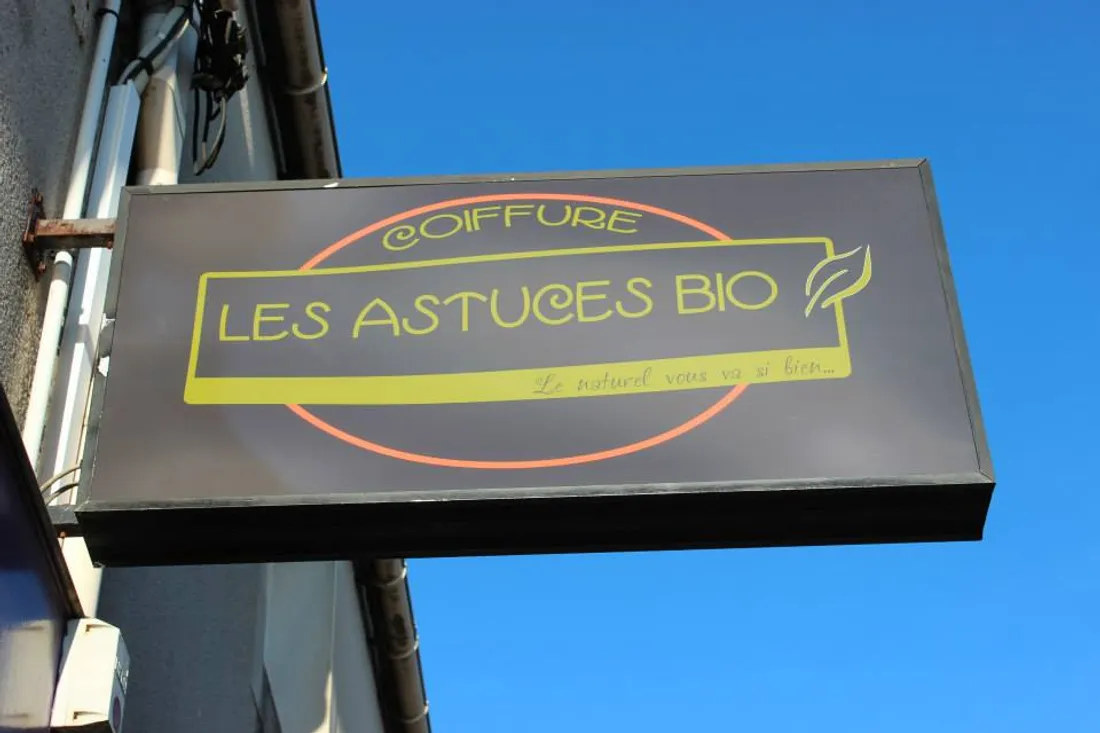 COIFFURE
LES ASTUCES BIO
Le naturel vous va si bien...